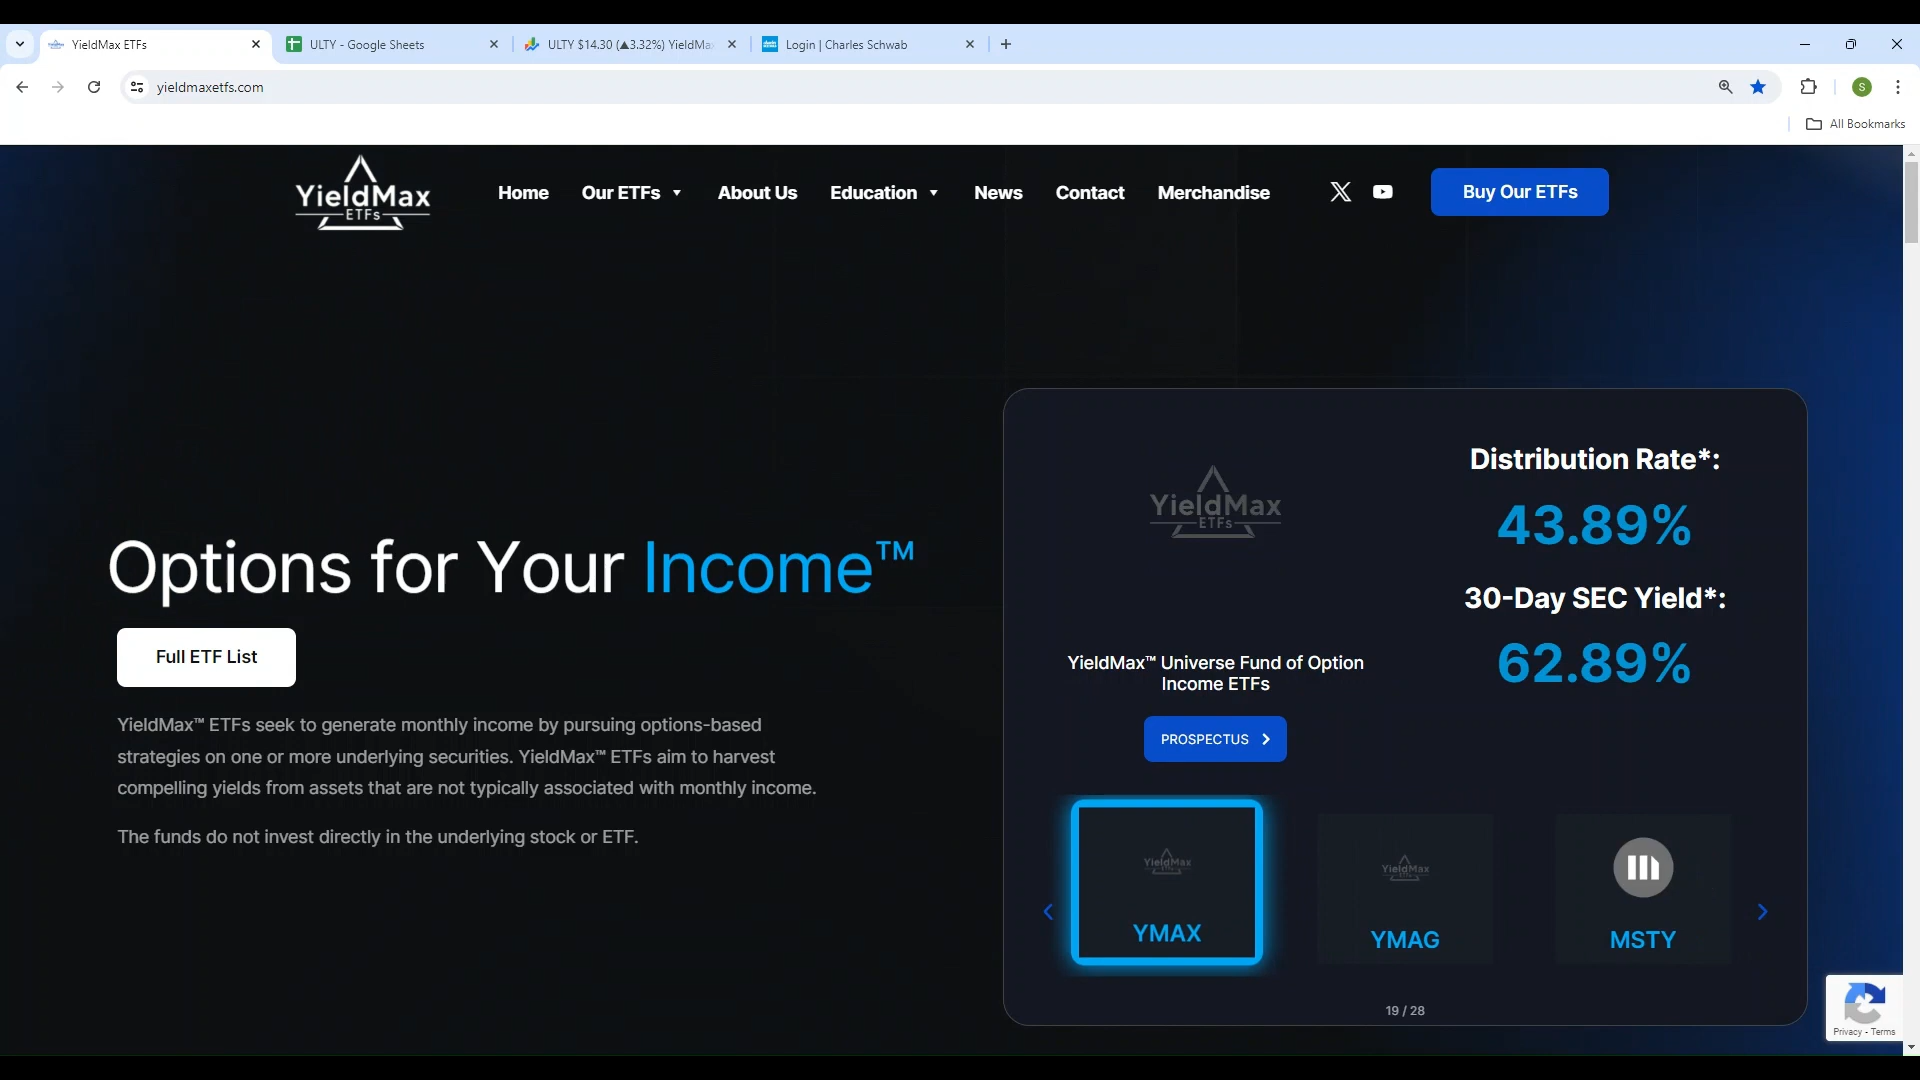 YieldMax ETFs
ULTY - Google Sheets
ULTY $14.30 (▲3.32%) YieldMa
Login | Charles Schwab
yieldmaxetfs.com
S
All Bookmarks
YieldMax
ETFs
Home
Our ETFs
About Us
Education
News
Contact
Merchandise
Buy Our ETFs
Options for Your Income™
Full ETF List
YieldMax™ ETFs seek to generate monthly income by pursuing options-based
strategies on one or more underlying securities. YieldMax™ ETFs aim to harvest
compelling yields from assets that are not typically associated with monthly income.
The funds do not invest directly in the underlying stock or ETF.
YieldMax
ETFs
YieldMax™ Universe Fund of Option
Income ETFs
PROSPECTUS
Distribution Rate*:
43.89%
30-Day SEC Yield*:
62.89%
YieldMax
ETFs
YMAX
YieldMax
ETFs
YMAG
MSTY
19 / 28
Privacy - Terms